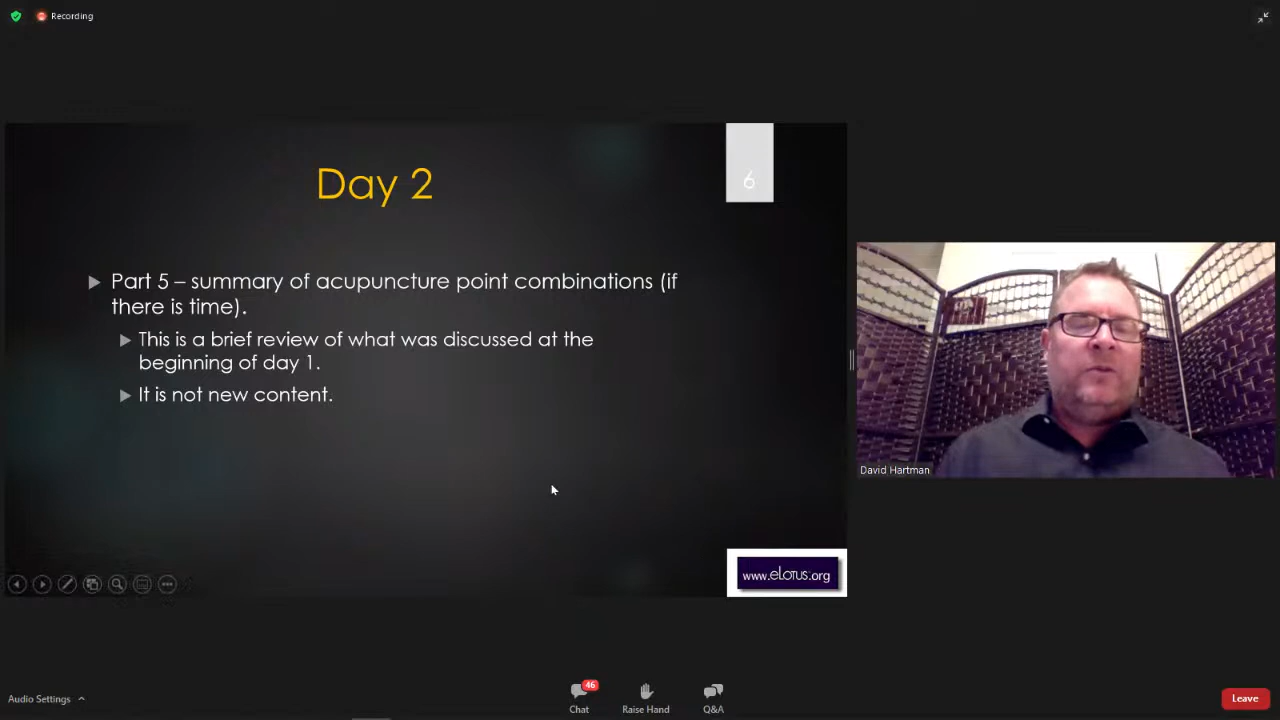 Recording
Day 2
6
Part 5 – summary of acupuncture point combinations (if
there is time).
This is a brief review of what was discussed at the
beginning of day 1.
It is not new content.
David Hartman
www.eLotus.org
Audio Settings
46
Chat
Raise Hand
Q&A
Leave